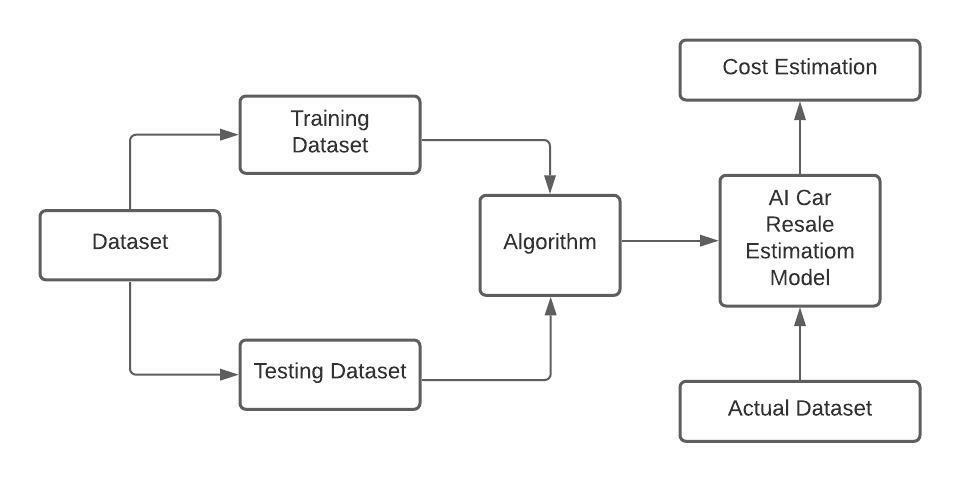 Cost Estimation
Training
Dataset
Dataset
Algorithm
AI Car
Resale
Estimatiom
Model
Testing Dataset
Actual Dataset